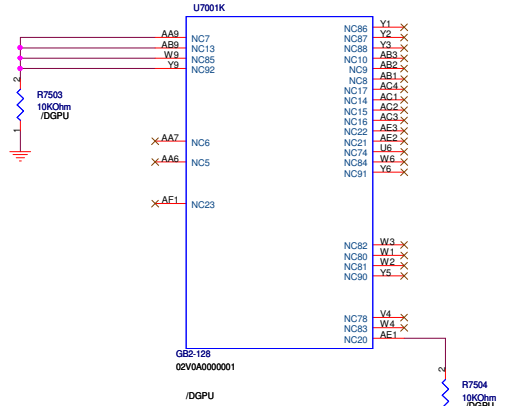 U7001K
AA9 NC7
AB9 NC13
W9 NC85
Y9 NC92
2
R7503
10KOhm
/DGPU
1
AA7 NC6
AA6 NC5
AF1 NC23
NC86 Y1
NC87 Y2
NC88 Y3
NC10 AB3
NC9 AB2
NC8 AB1
NC17 AC4
NC14 AC1
NC15 AC2
NC16 AC3
NC22 AE3
NC21 AE2
NC74 U6
NC84 W6
NC91 Y6
NC82 W3
NC80 W1
NC81 W2
NC90 Y5
NC78 V4
NC83 W4
NC20 AE1
GB2-128
02V0A0000001
/DGPU
2
R7504
10KOhm
/DGPU